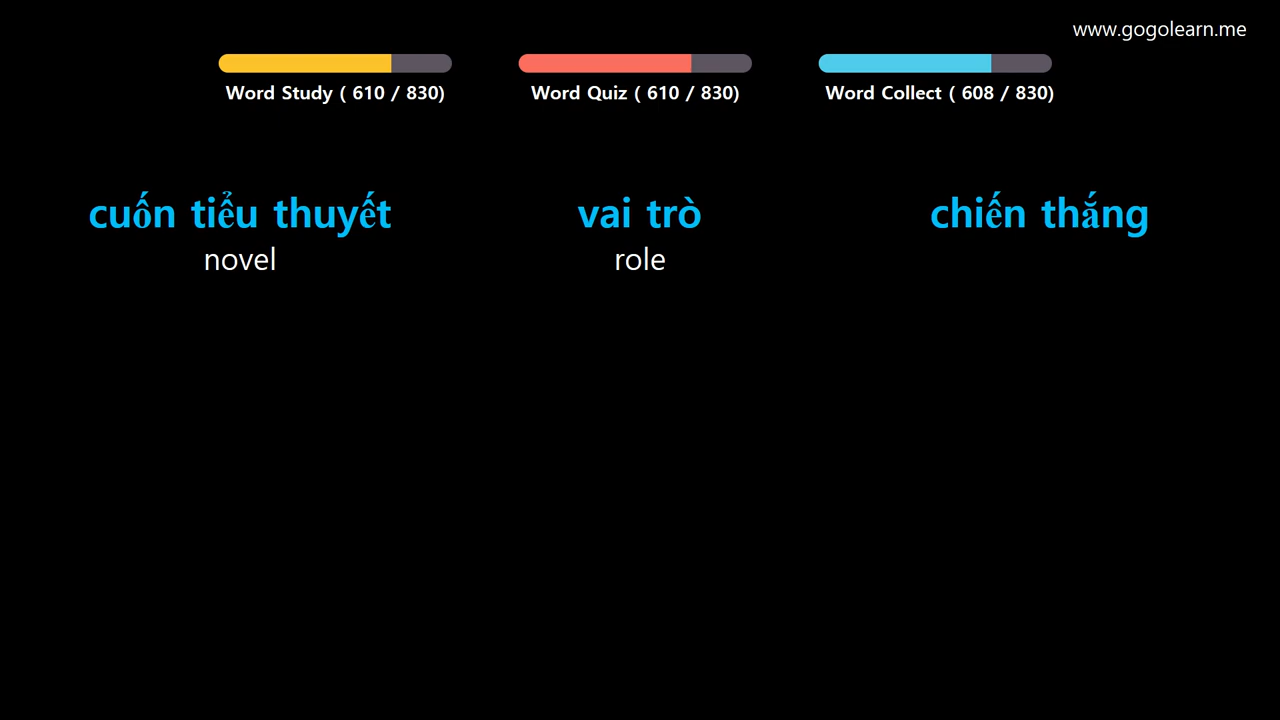 www.gogolearn.me
Word Study ( 610 / 830)
Word Quiz ( 610 / 830)
Word Collect ( 608 / 830)
cuốn tiểu thuyết
novel
vai trò
role
chiến thắng